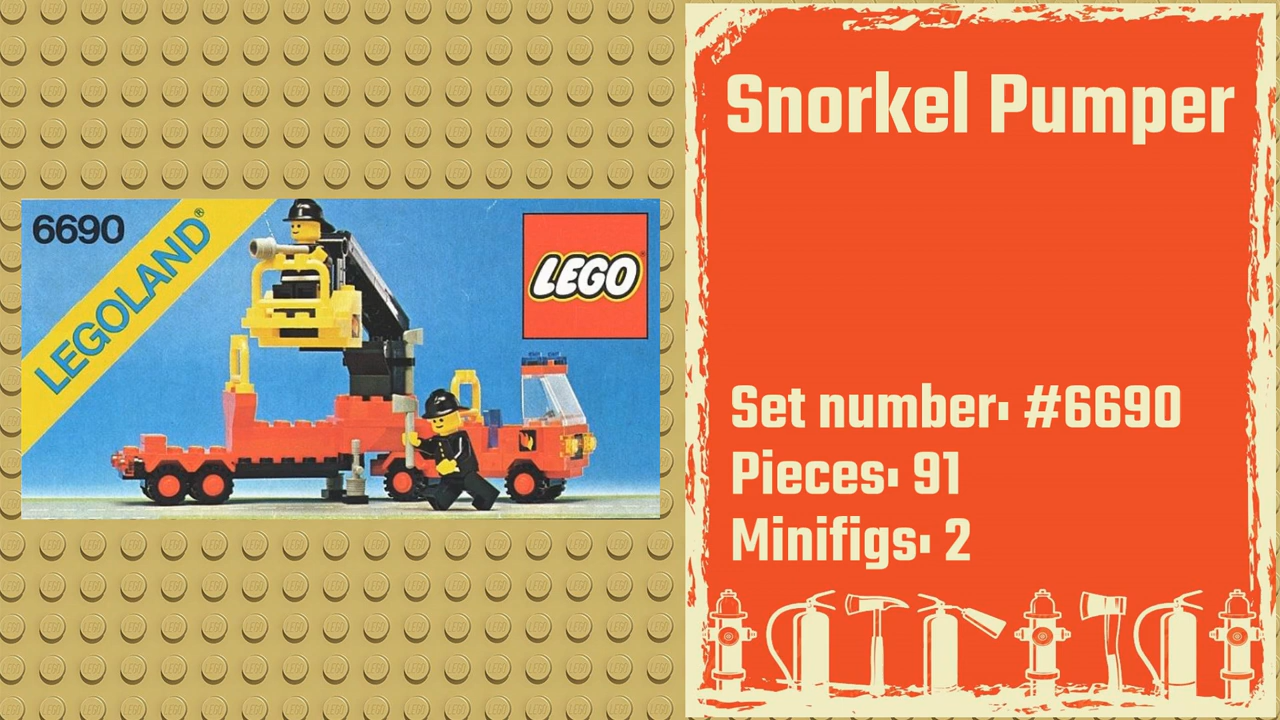 6690
LEGOLAND®
LEGO
Snorkel Pumper
Set number: #6690
Pieces: 91
Minifigs: 2